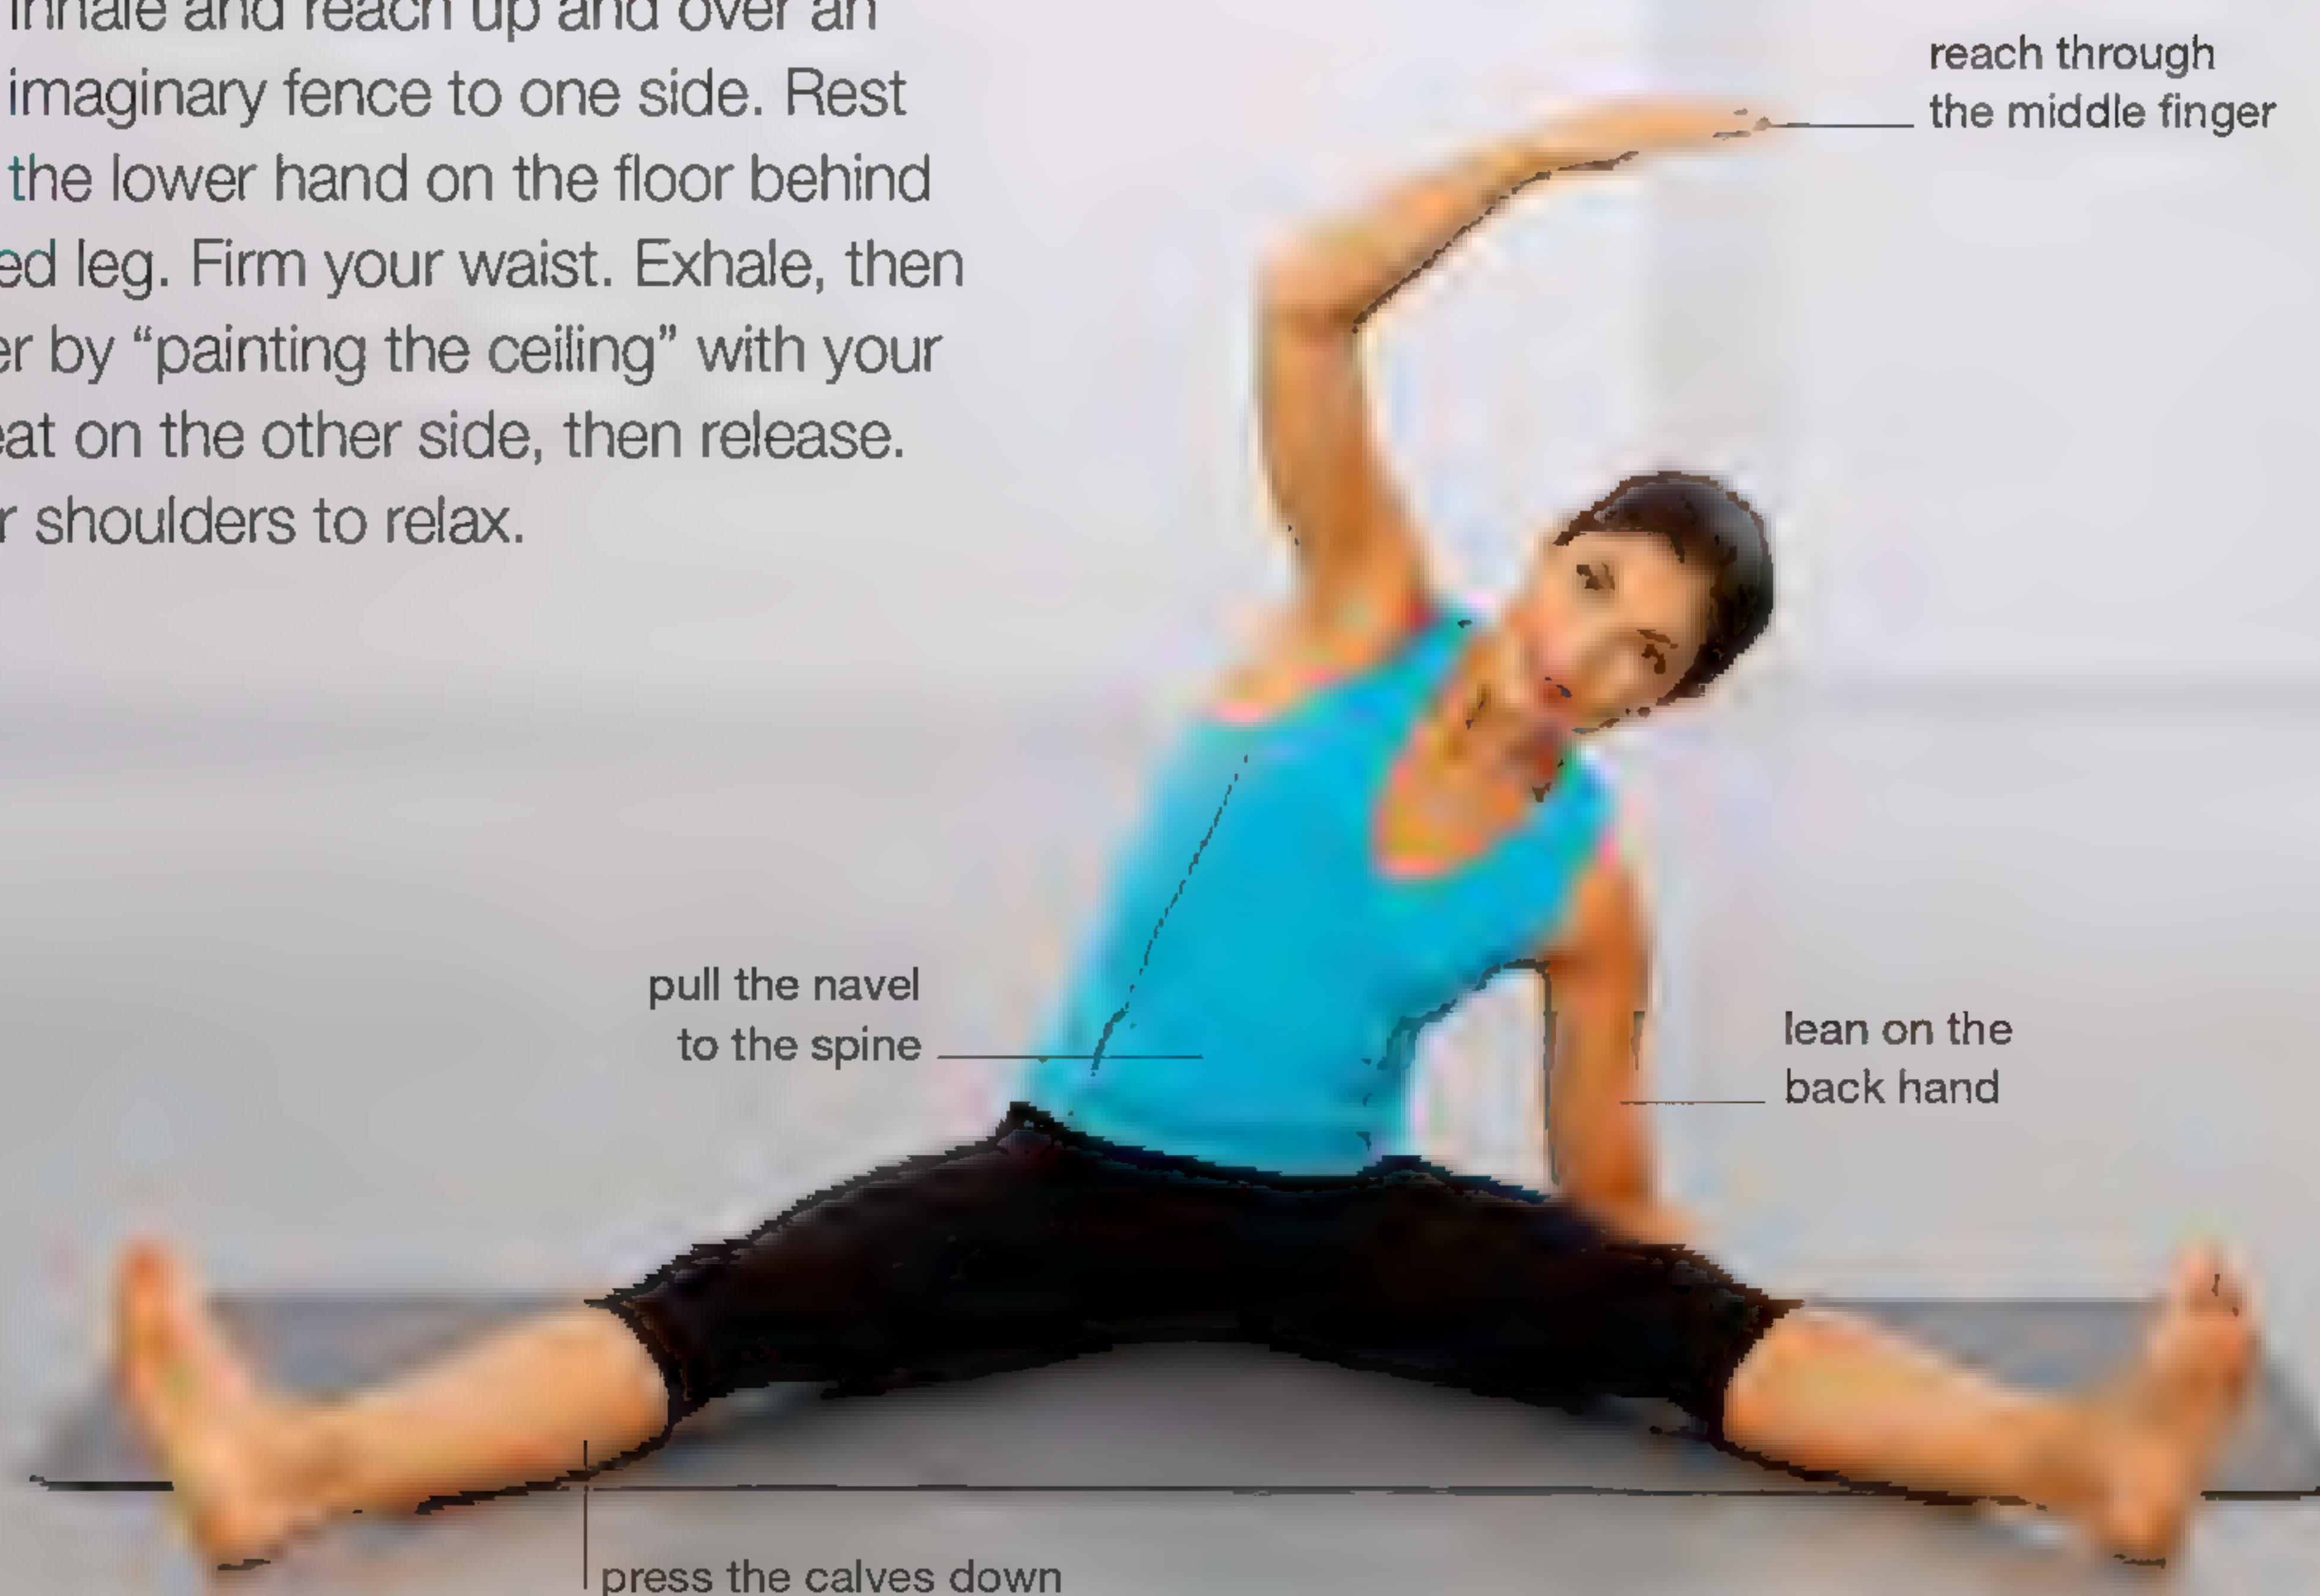 inhale and reach up and over an
imaginary fence to one side. Rest
the lower hand on the floor behind
ed leg. Firm your waist. Exhale, then
er by “painting the ceiling” with your
eat on the other side, then release.
r shoulders to relax.
reach through
the middle finger
pull the navel
to the spine
lean on the
back hand
press the calves down